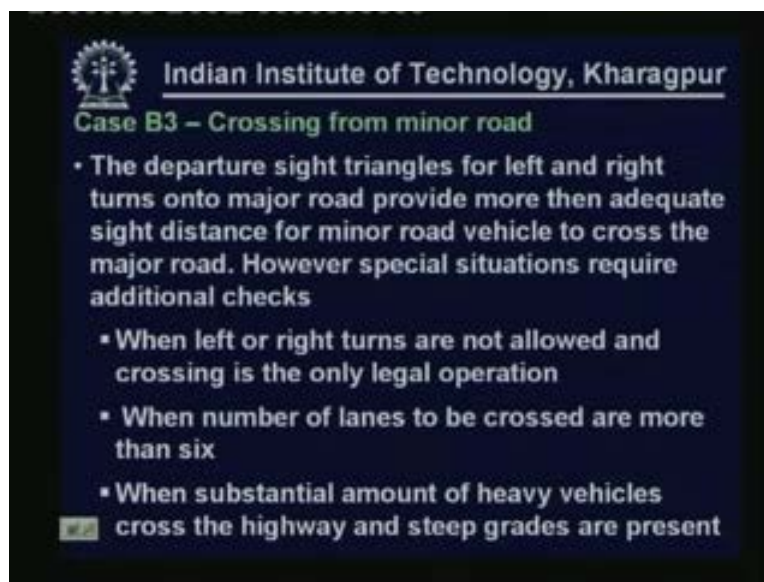 Indian Institute of Technology, Kharagpur
Case B3 – Crossing from minor road
• The departure sight triangles for left and right
turns onto major road provide more then adequate
sight distance for minor road vehicle to cross the
major road. However special situations require
additional checks
▪ When left or right turns are not allowed and
crossing is the only legal operation
▪ When number of lanes to be crossed are more
than six
▪ When substantial amount of heavy vehicles
cross the highway and steep grades are present